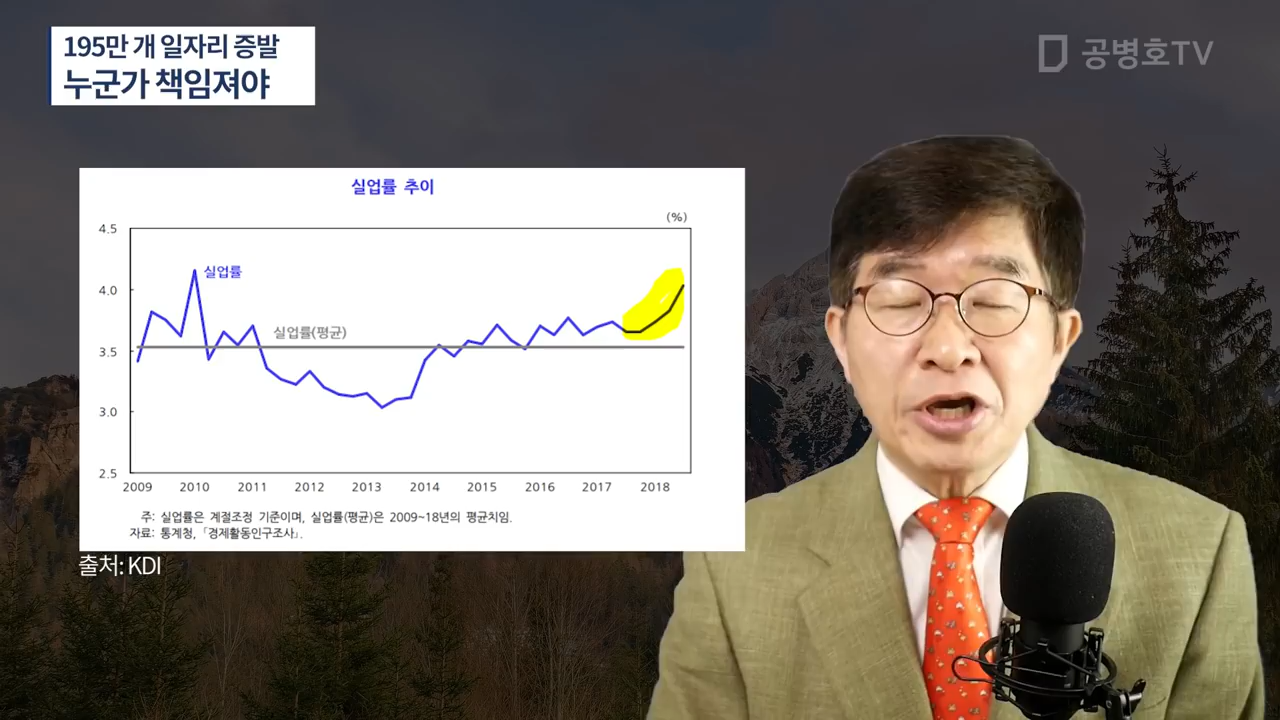 195만 개 일자리 증발
누군가 책임져야
공병호TV
실업률 추이
(%)
4.5
4.0
3.5
3.0
2.5
실업률
실업률(평균)
2009 2010 2011 2012 2013 2014 2015 2016 2017 2018
주: 실업률은 계절조정 기준이며, 실업률(평균)은 2009~18년의 평균치임.
자료: 통계청, 「경제활동인구조사」.
출처: KDI